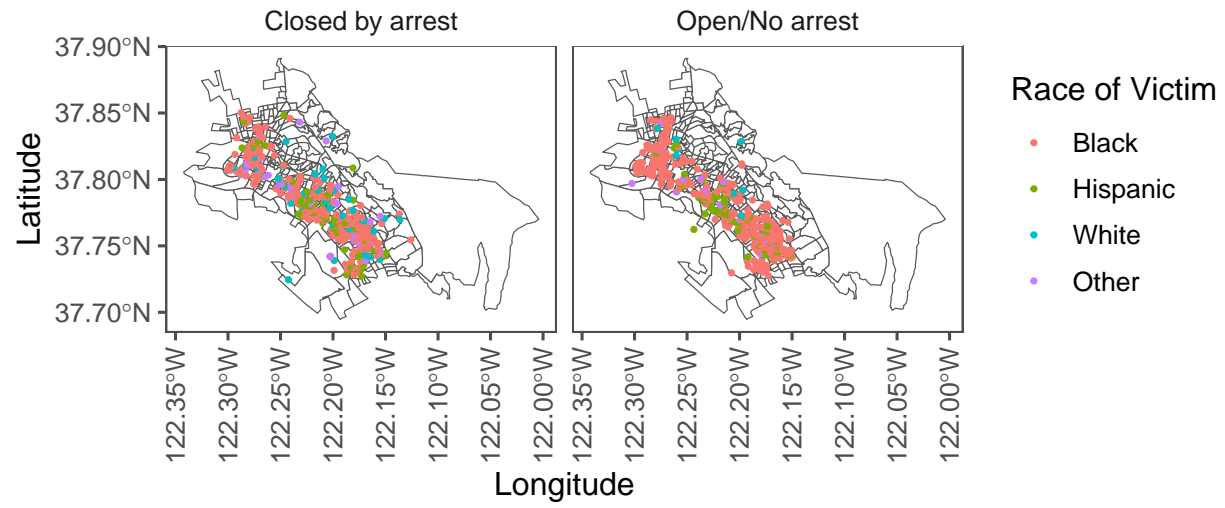 Closed by arrest
Open/No arrest
37.90°N
37.85°N
37.80°N
37.75°N
37.70°N
Latitude
122.35°W
122.30°W
122.25°W
122.20°W
122.15°W
122.10°W
122.05°W
122.00°W
122.35°W
122.30°W
122.25°W
122.20°W
122.15°W
122.10°W
122.05°W
122.00°W
Longitude
Race of Victim
Black
Hispanic
White
Other